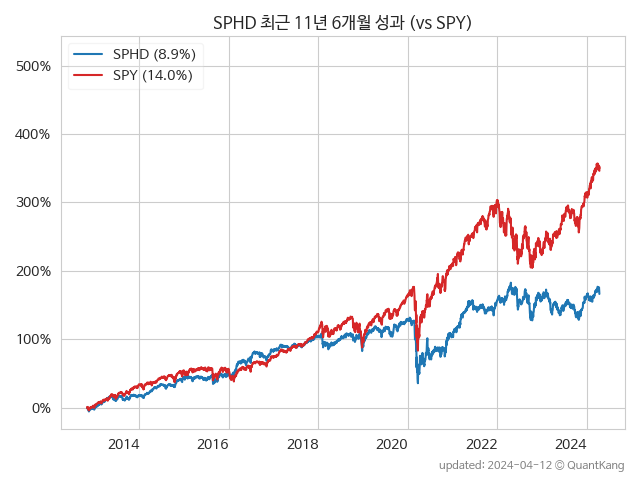 SPHD 최근 11년 6개월 성과 (vs SPY)
SPHD (8.9%)
SPY (14.0%)
500%
400%
300%
200%
100%
0%
2014 2016 2018 2020 2022 2024
updated: 2024-04-12 © QuantKang